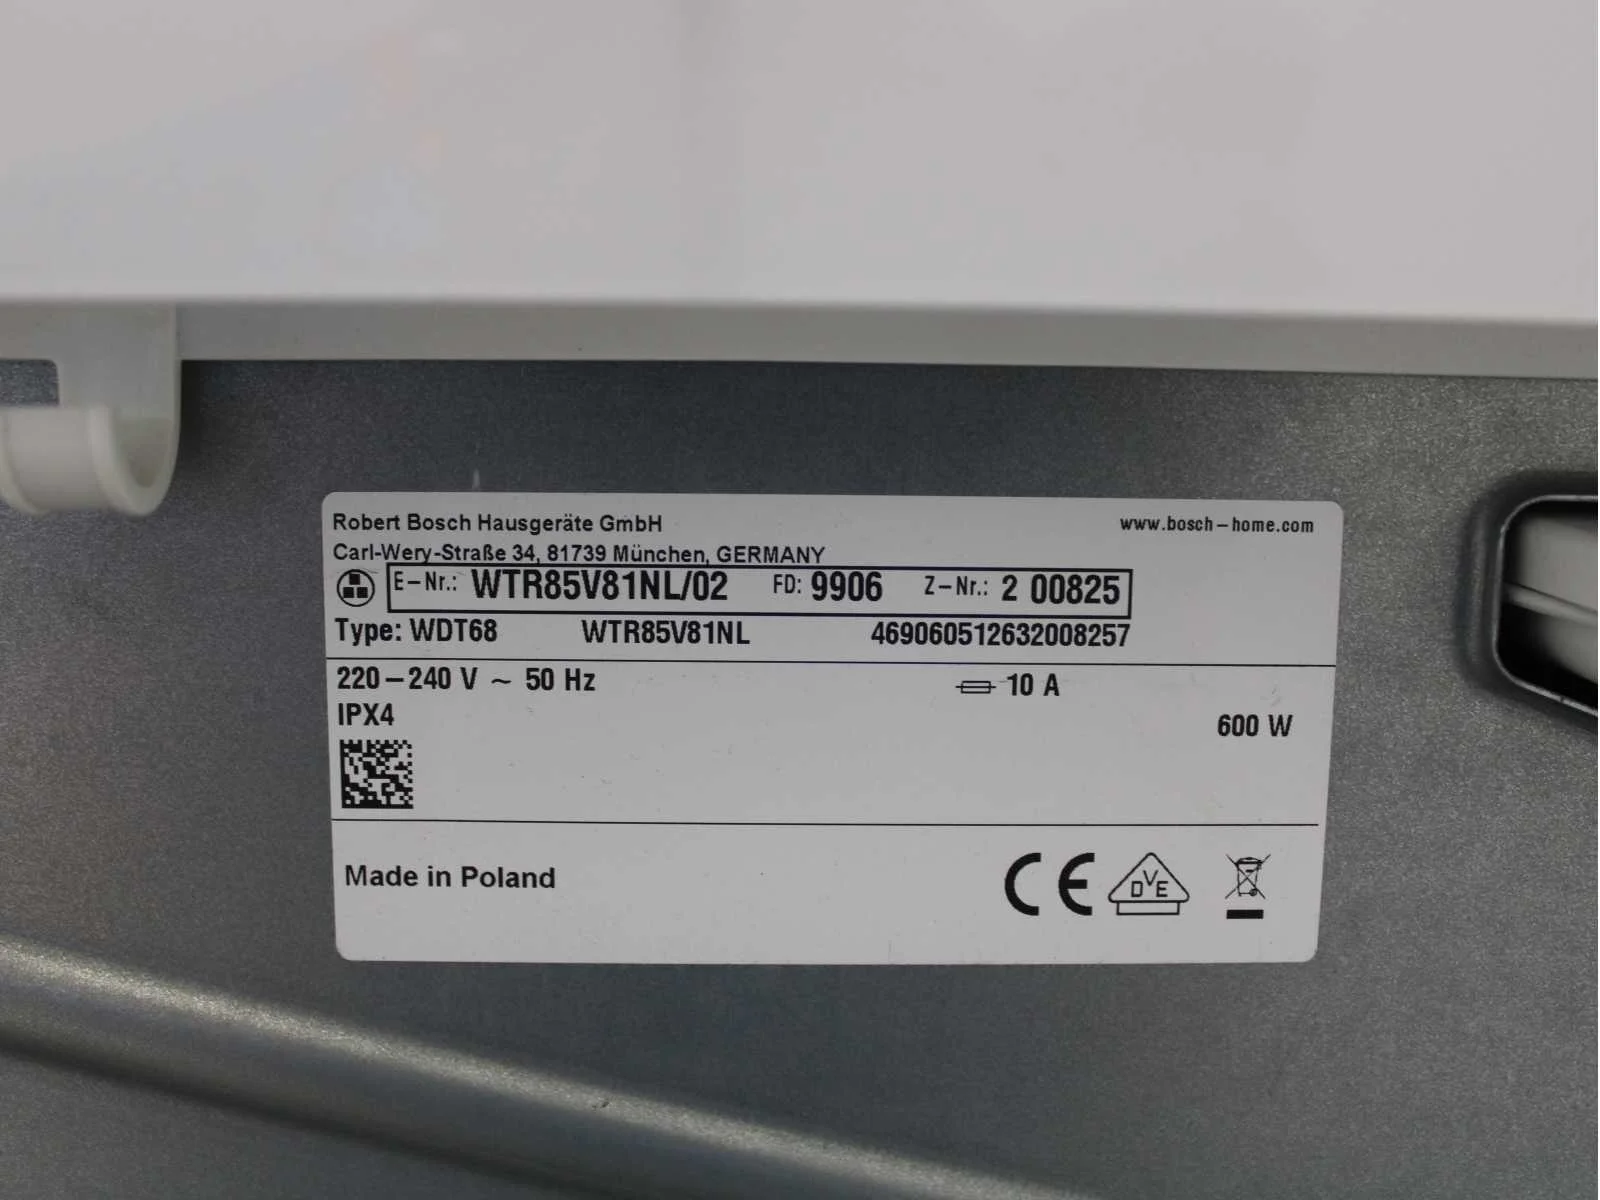 Robert Bosch Hausgeräte GmbH www.bosch-home.com
Carl-Wery-Straße 34, 81739 München, GERMANY
E-Nr.: WTR85V81NL/02 FD: 9906 Z-Nr.: 2 00825
Type: WDT68 WTR85V81NL 469060512632008257
220-240 V ~ 50 Hz 10 A
IPX4
600 W
Made in Poland
CE DVE